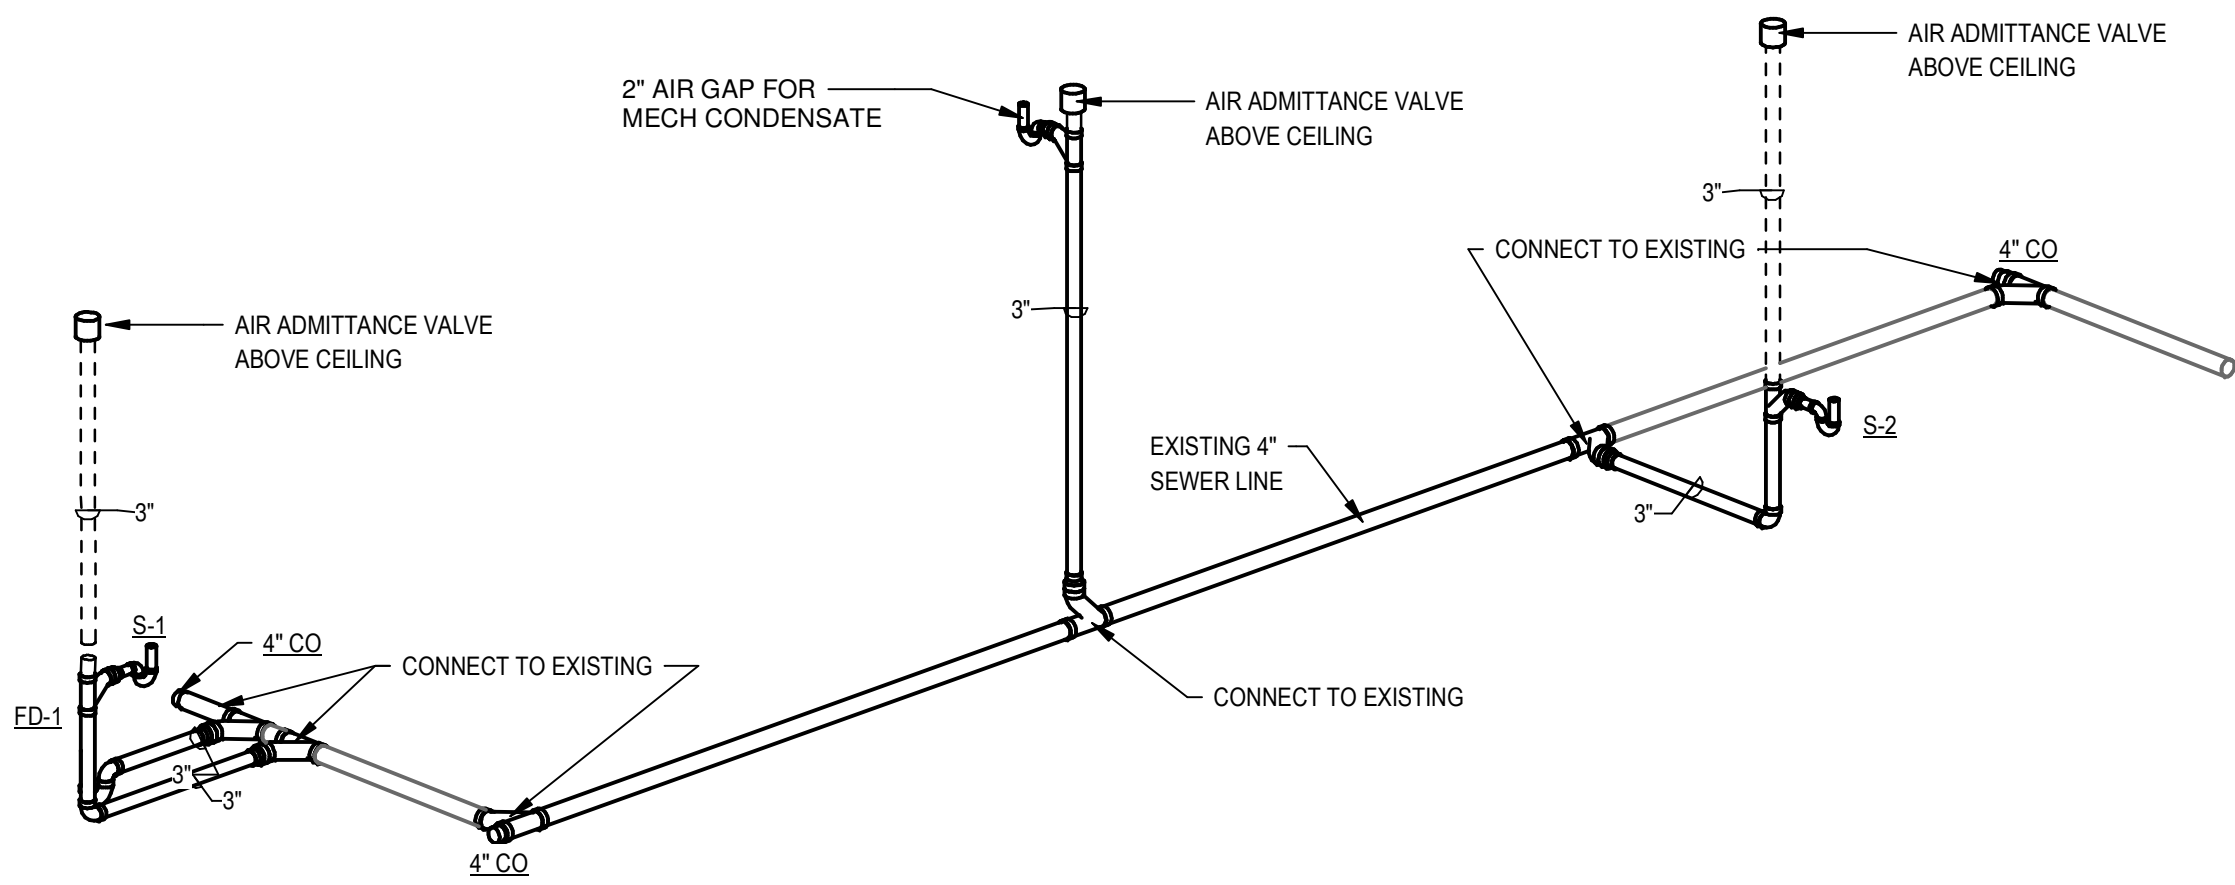 AIR ADMITTANCE VALVE
ABOVE CEILING
2" AIR GAP FOR
MECH CONDENSATE
AIR ADMITTANCE VALVE
ABOVE CEILING
3"
CONNECT TO EXISTING
4" CO
3"
AIR ADMITTANCE VALVE
ABOVE CEILING
S-2
EXISTING 4"
SEWER LINE
3"
3"
S-1
4" CO
CONNECT TO EXISTING
CONNECT TO EXISTING
FD-1
3"
3"
4" CO